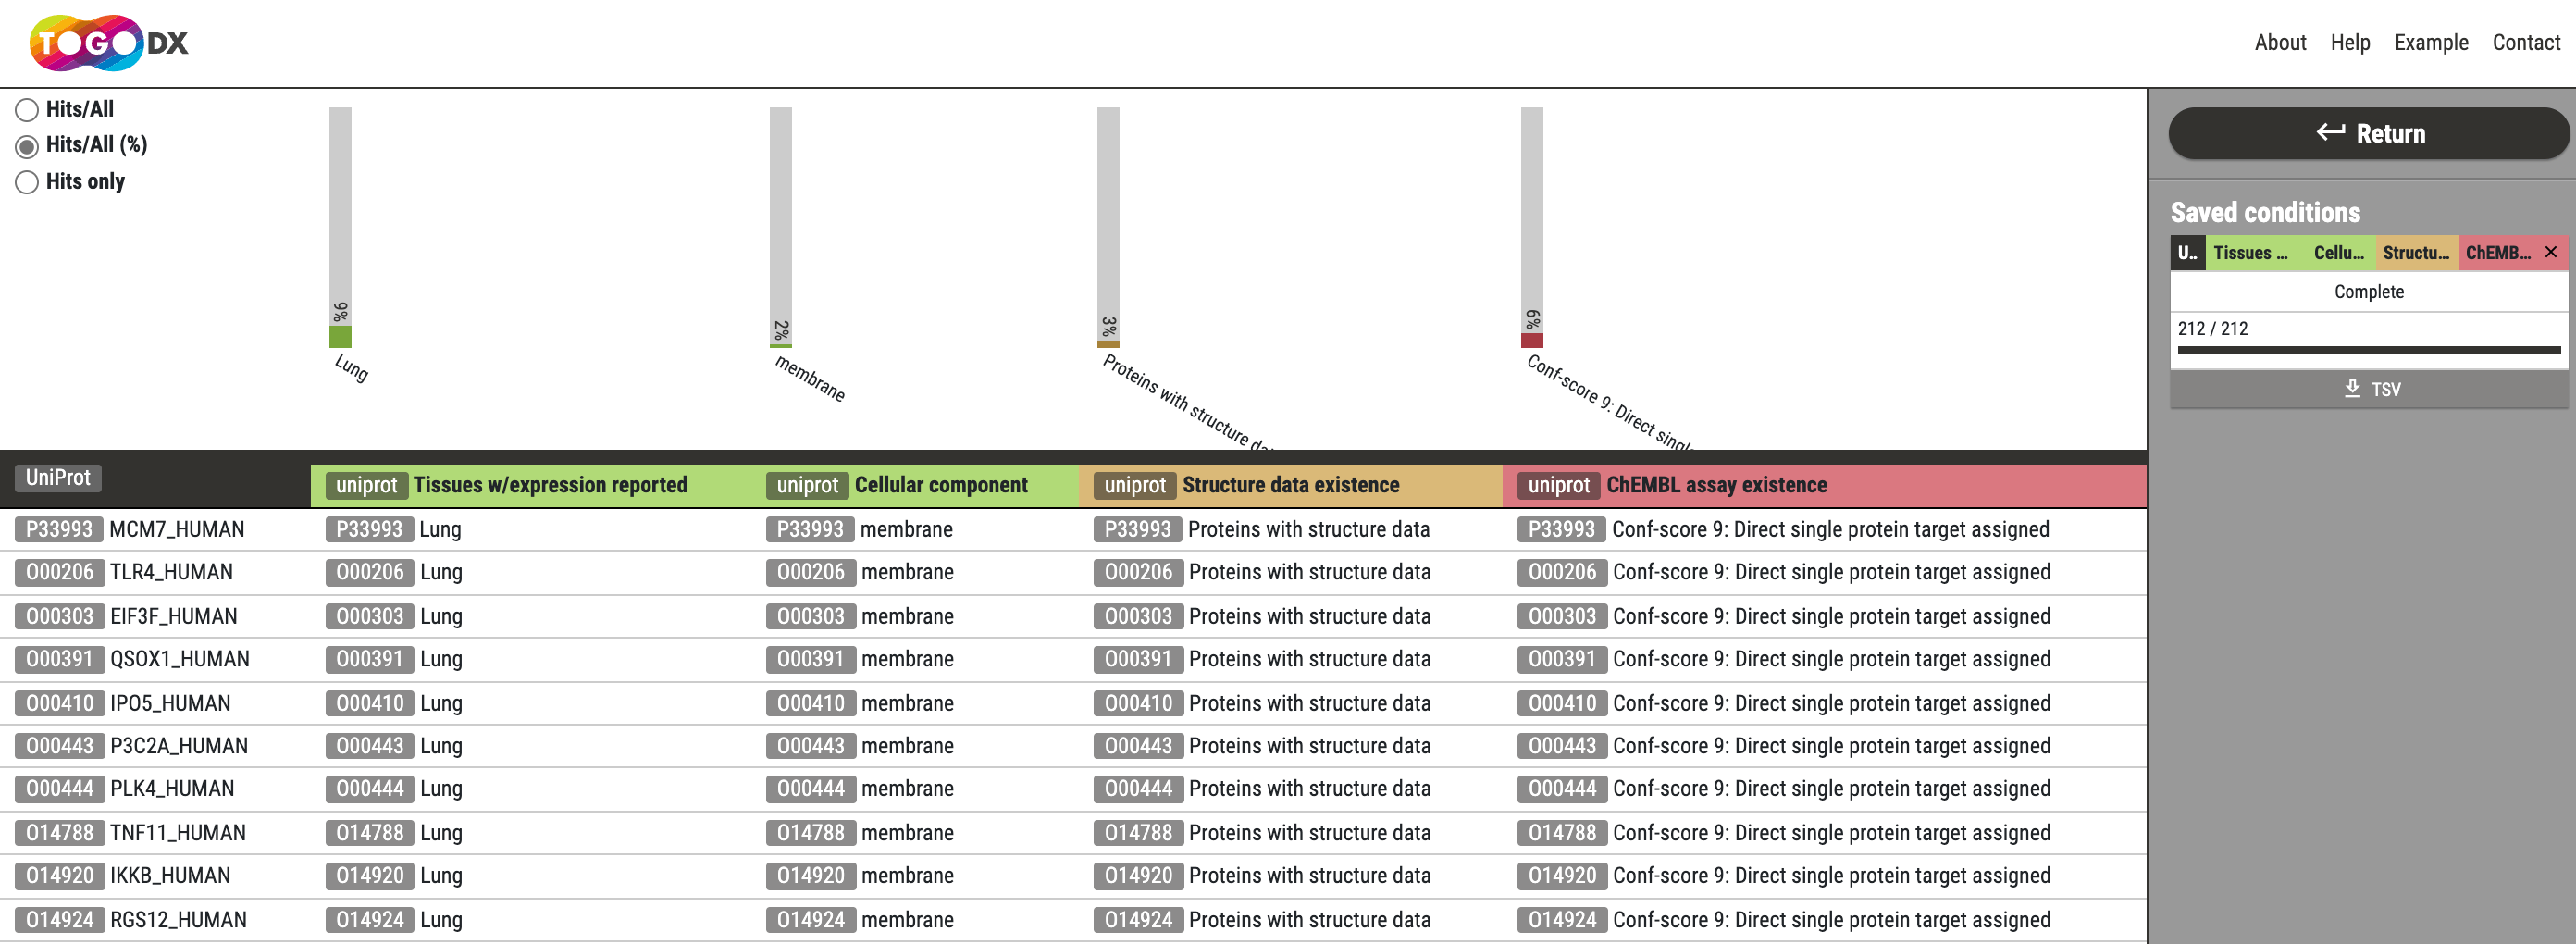 TOGO DX
About Help Example Contact
Hits/All
Hits/All (%)
Hits only
9%
2%
3%
6%
Lung
membrane
Proteins with structure da
Conf-score 9: Direct singl
Return
Saved conditions
U… Tissues … Cellu… Structu… ChEMB… ×
Complete
212 / 212
TSV
UniProt uniprot Tissues w/expression reported uniprot Cellular component uniprot Structure data existence uniprot ChEMBL assay existence
P33993 MCM7_HUMAN P33993 Lung P33993 membrane P33993 Proteins with structure data P33993 Conf-score 9: Direct single protein target assigned
O00206 TLR4_HUMAN O00206 Lung O00206 membrane O00206 Proteins with structure data O00206 Conf-score 9: Direct single protein target assigned
O00303 EIF3F_HUMAN O00303 Lung O00303 membrane O00303 Proteins with structure data O00303 Conf-score 9: Direct single protein target assigned
O00391 QSOX1_HUMAN O00391 Lung O00391 membrane O00391 Proteins with structure data O00391 Conf-score 9: Direct single protein target assigned
O00410 IPO5_HUMAN O00410 Lung O00410 membrane O00410 Proteins with structure data O00410 Conf-score 9: Direct single protein target assigned
O00443 P3C2A_HUMAN O00443 Lung O00443 membrane O00443 Proteins with structure data O00443 Conf-score 9: Direct single protein target assigned
O00444 PLK4_HUMAN O00444 Lung O00444 membrane O00444 Proteins with structure data O00444 Conf-score 9: Direct single protein target assigned
O14788 TNF11_HUMAN O14788 Lung O14788 membrane O14788 Proteins with structure data O14788 Conf-score 9: Direct single protein target assigned
O14920 IKKB_HUMAN O14920 Lung O14920 membrane O14920 Proteins with structure data O14920 Conf-score 9: Direct single protein target assigned
O14924 RGS12_HUMAN O14924 Lung O14924 membrane O14924 Proteins with structure data O14924 Conf-score 9: Direct single protein target assigned